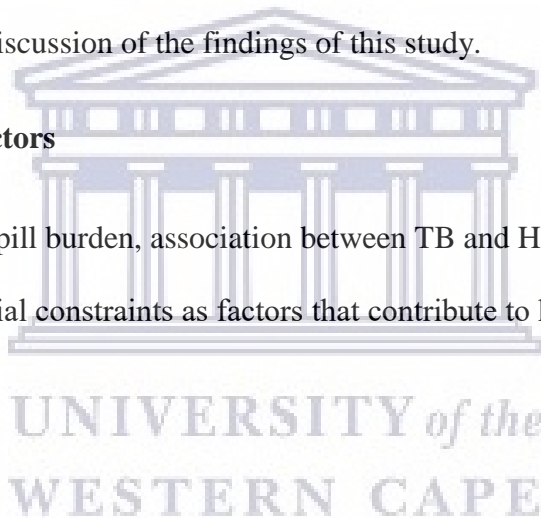 iscussion of the findings of this study.
ctors
pill burden, association between TB and H
ial constraints as factors that contribute to l
UNIVERSITY of the
WESTERN CAPE